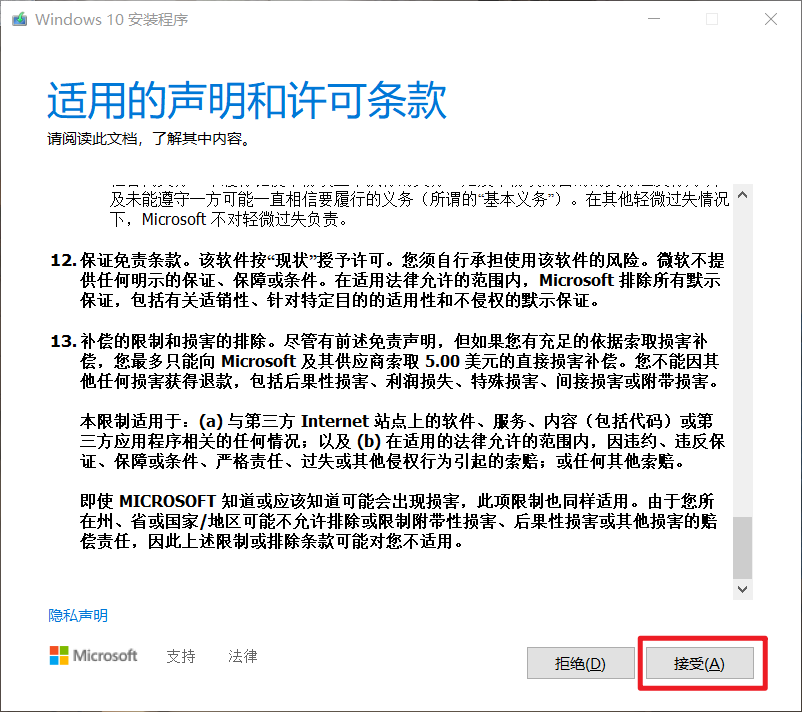 Windows 10 安装程序
适用的声明和许可条款
请阅读此文档，了解其中内容。
及未能遵守一方可能一直相信要履行的义务（所谓的“基本义务”）。在其他轻微过失情况
下，Microsoft 不对轻微过失负责。
12. 保证免责条款。该软件按“现状”授予许可。您须自行承担使用该软件的风险。微软不提
供任何明示的保证、保障或条件。在适用法律允许的范围内，Microsoft 排除所有默示
保证，包括有关适销性、针对特定目的的适用性和不侵权的默示保证。
13. 补偿的限制和损害的排除。尽管有前述免责声明，但如果您有充足的依据索取损害补
偿，您最多只能向 Microsoft 及其供应商索取 5.00 美元的直接损害补偿。您不能因其
他任何损害获得退款，包括后果性损害、利润损失、特殊损害、间接损害或附带损害。
本限制适用于：(a) 与第三方 Internet 站点上的软件、服务、内容（包括代码）或第
三方应用程序相关的任何情况；以及 (b) 在适用的法律允许的范围内，因违约、违反保
证、保障或条件、严格责任、过失或其他侵权行为引起的索赔；或任何其他索赔。
即使 MICROSOFT 知道或应该知道可能会出现损害，此项限制也同样适用。由于您所
在州、省或国家/地区可能不允许排除或限制附带性损害、后果性损害或其他损害的赔
偿责任，因此上述限制或排除条款可能对您不适用。
隐私声明
Microsoft 支持 法律
拒绝(D) 接受(A)